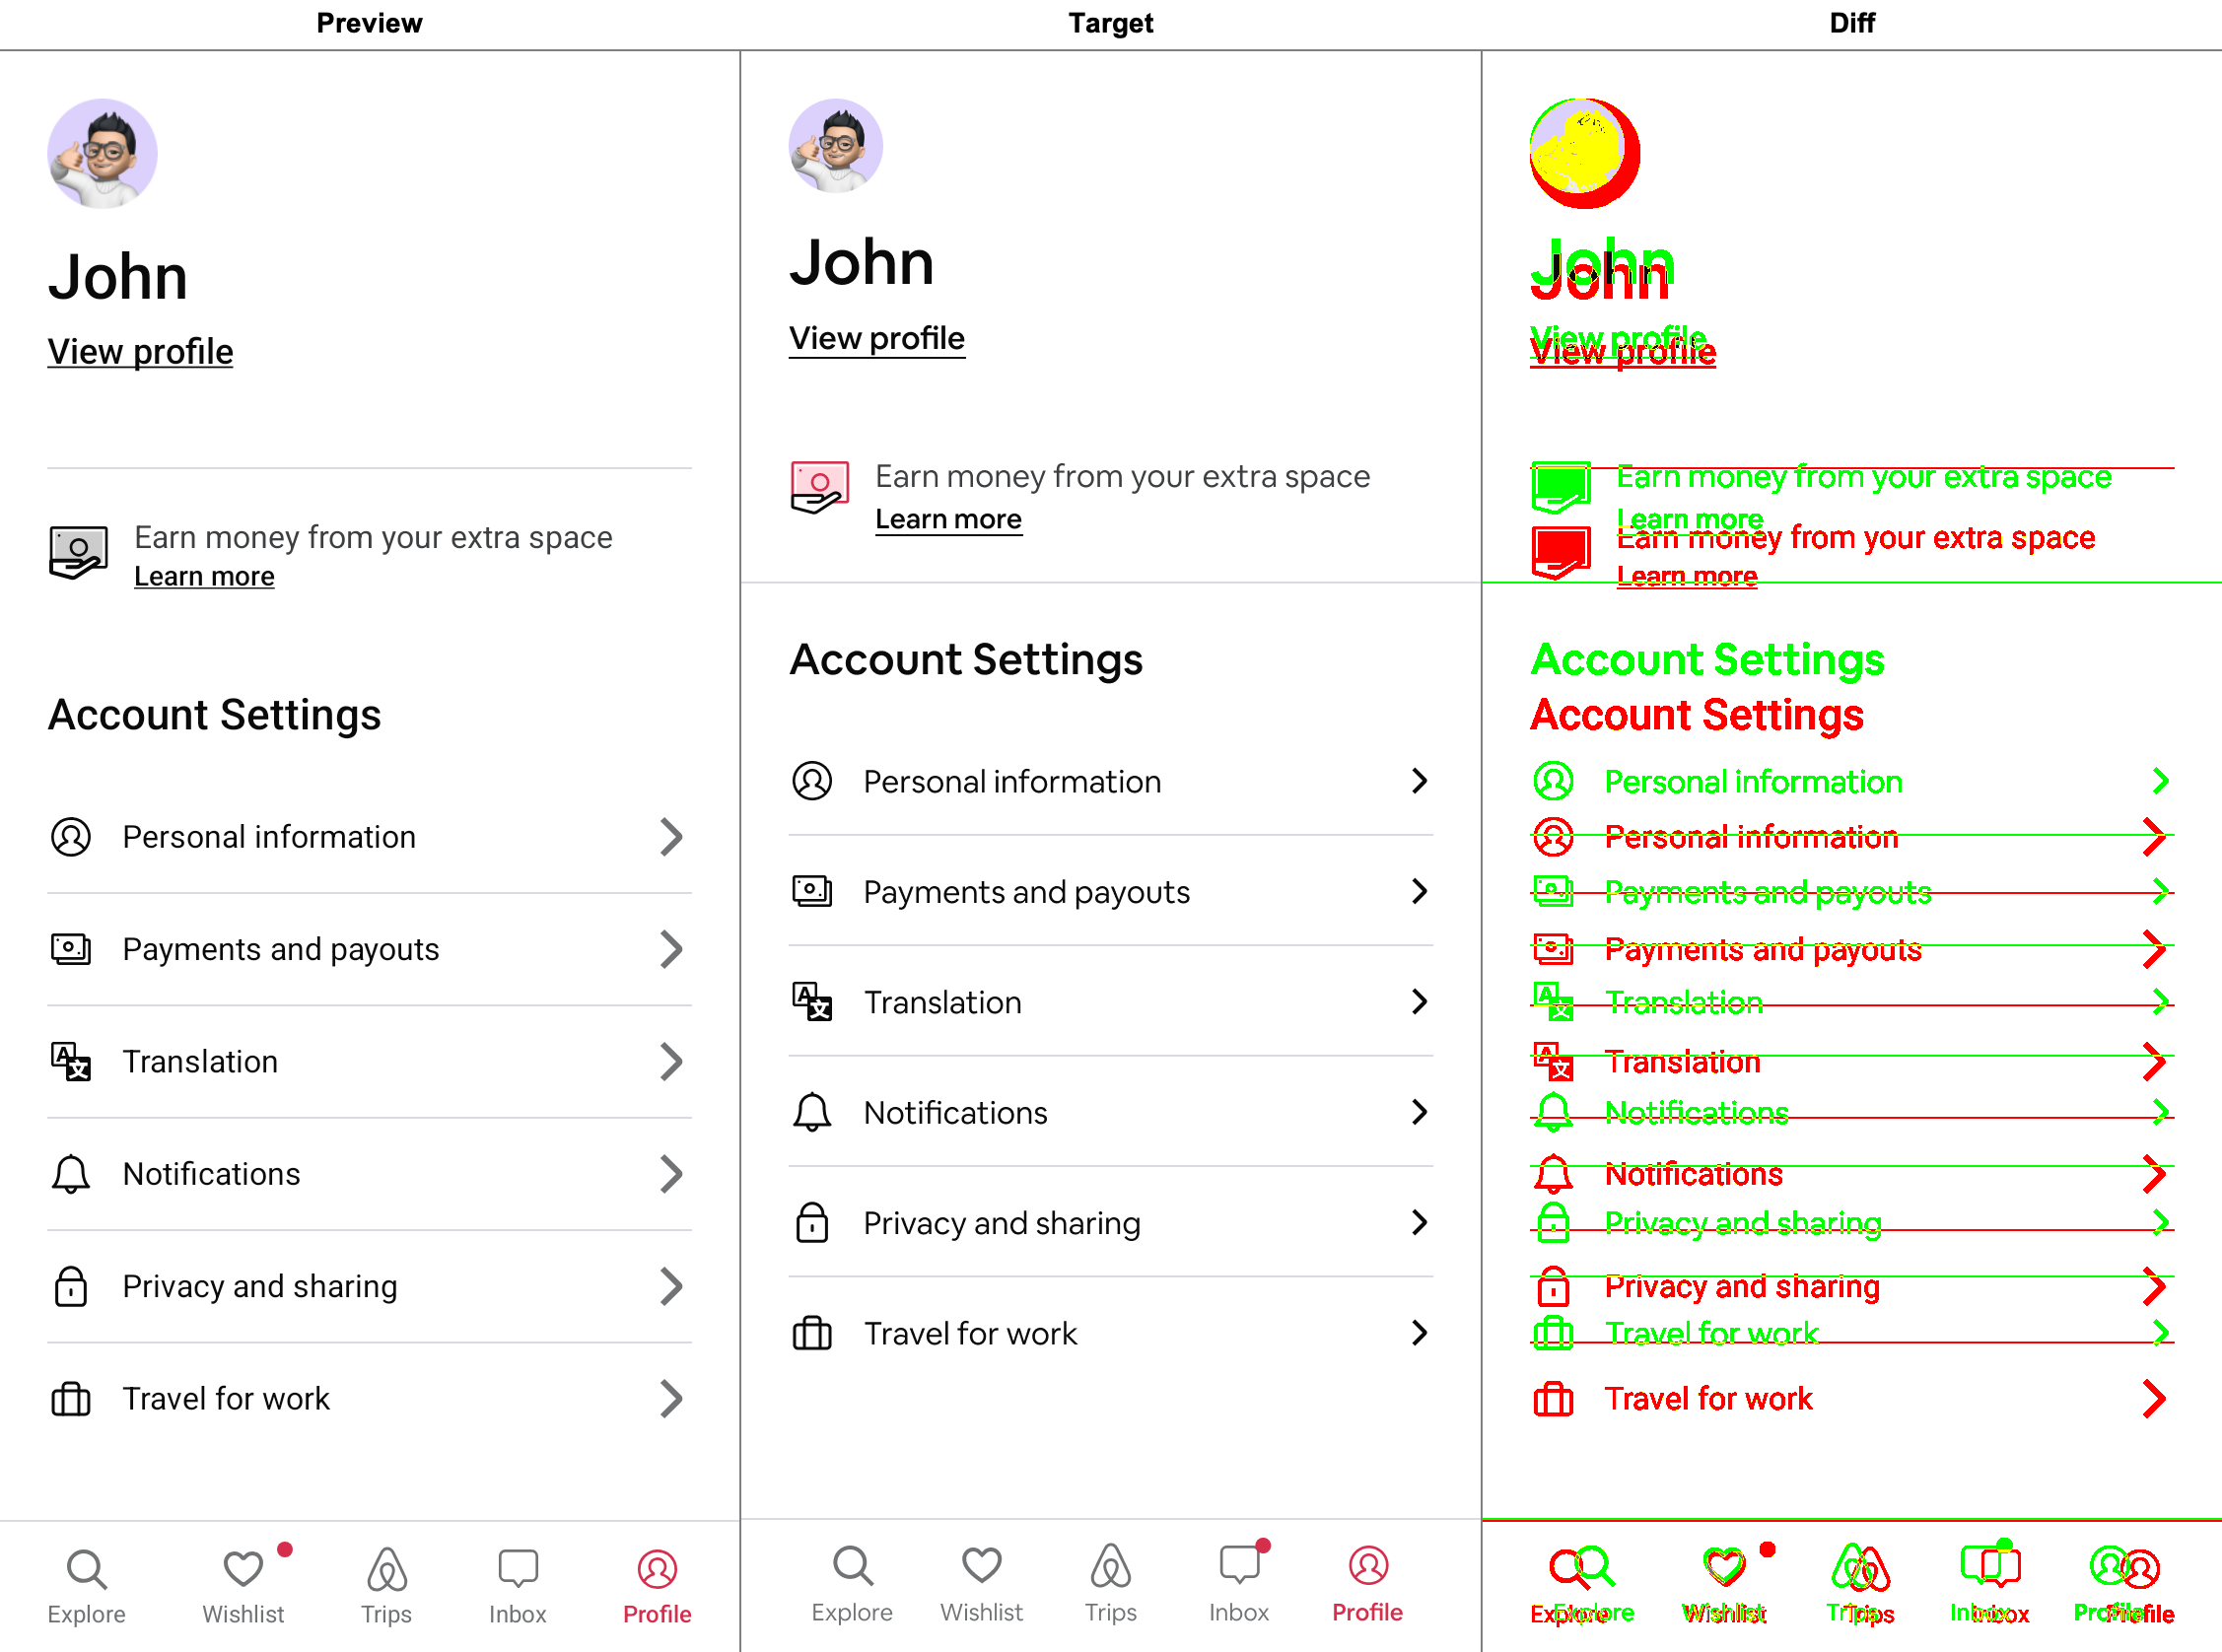 Preview
Target
Diff
John
View profile
Earn money from your extra space
Learn more
Account Settings
Personal information
Payments and payouts
Translation
Notifications
Privacy and sharing
Travel for work
Explore
Wishlist
Trips
Inbox
Profile
John
View profile
Earn money from your extra space
Learn more
Account Settings
Personal information
Payments and payouts
Translation
Notifications
Privacy and sharing
Travel for work
Explore
Wishlist
Trips
Inbox
Profile
John
John
View profile
View profile
Earn money from your extra space
Learn more
Earn money from your extra space
Learn more
Account Settings
Account Settings
Personal information
Personal information
Payments and payouts
Payments and payouts
Translation
Translation
Notifications
Notifications
Privacy and sharing
Privacy and sharing
Travel for work
Travel for work
Explore
Explore
Wishlist
Wishlist
Trips
Trips
Inbox
Inbox
Profile
Profile